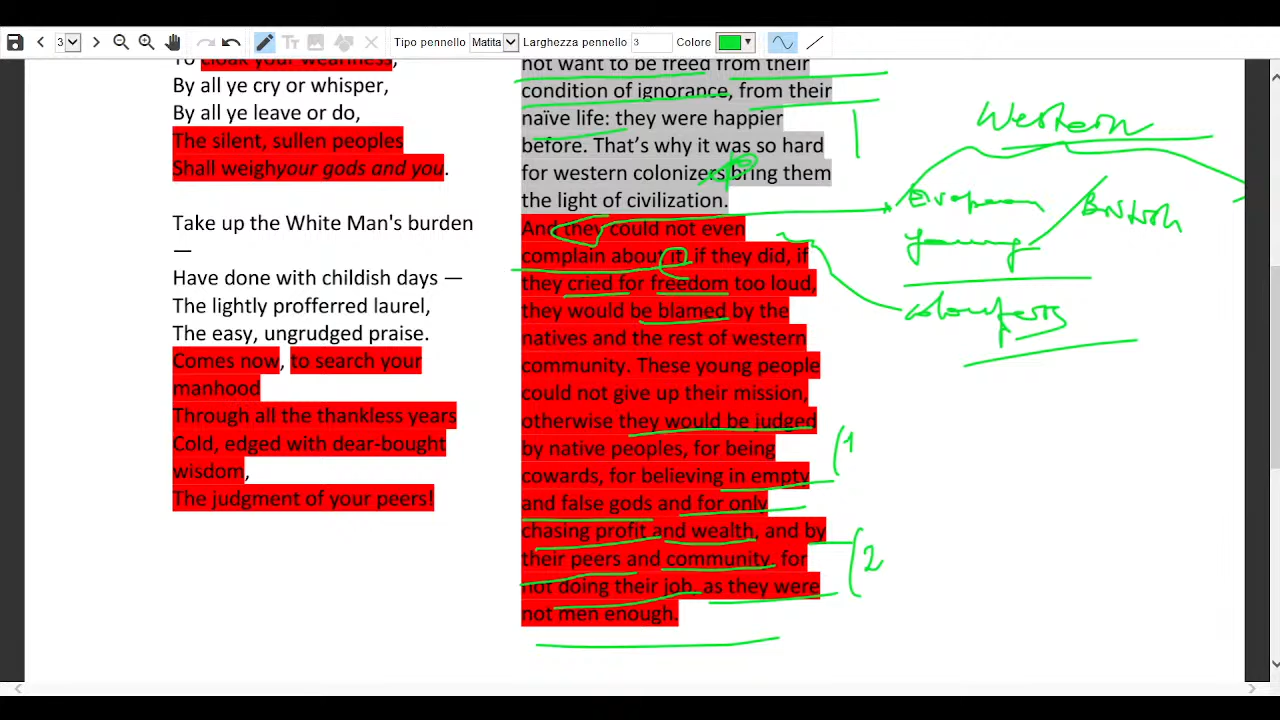 3
Tipo pennello Matita Larghezza pennello 3 Colore
To cloak your weariness,
By all ye cry or whisper,
By all ye leave or do,
The silent, sullen peoples
Shall weighyour gods and you.
Take up the White Man's burden
—
Have done with childish days —
The lightly profferred laurel,
The easy, ungrudged praise.
Comes now, to search your
manhood
Through all the thankless years
Cold, edged with dear-bought
wisdom,
The judgment of your peers!
not want to be freed from their
condition of ignorance, from their
naïve life: they were happier
before. That's why it was so hard
for western colonizers bring them
the light of civilization.
And they could not even
complain about it, if they did, if
they cried for freedom too loud,
they would be blamed by the
natives and the rest of western
community. These young people
could not give up their mission,
otherwise they would be judged
by native peoples, for being
cowards, for believing in empty
and false gods and for only
chasing profit and wealth, and by
their peers and community, for
not doing their job, as they were
not men enough.
to
Western
European British
young
(1
(2